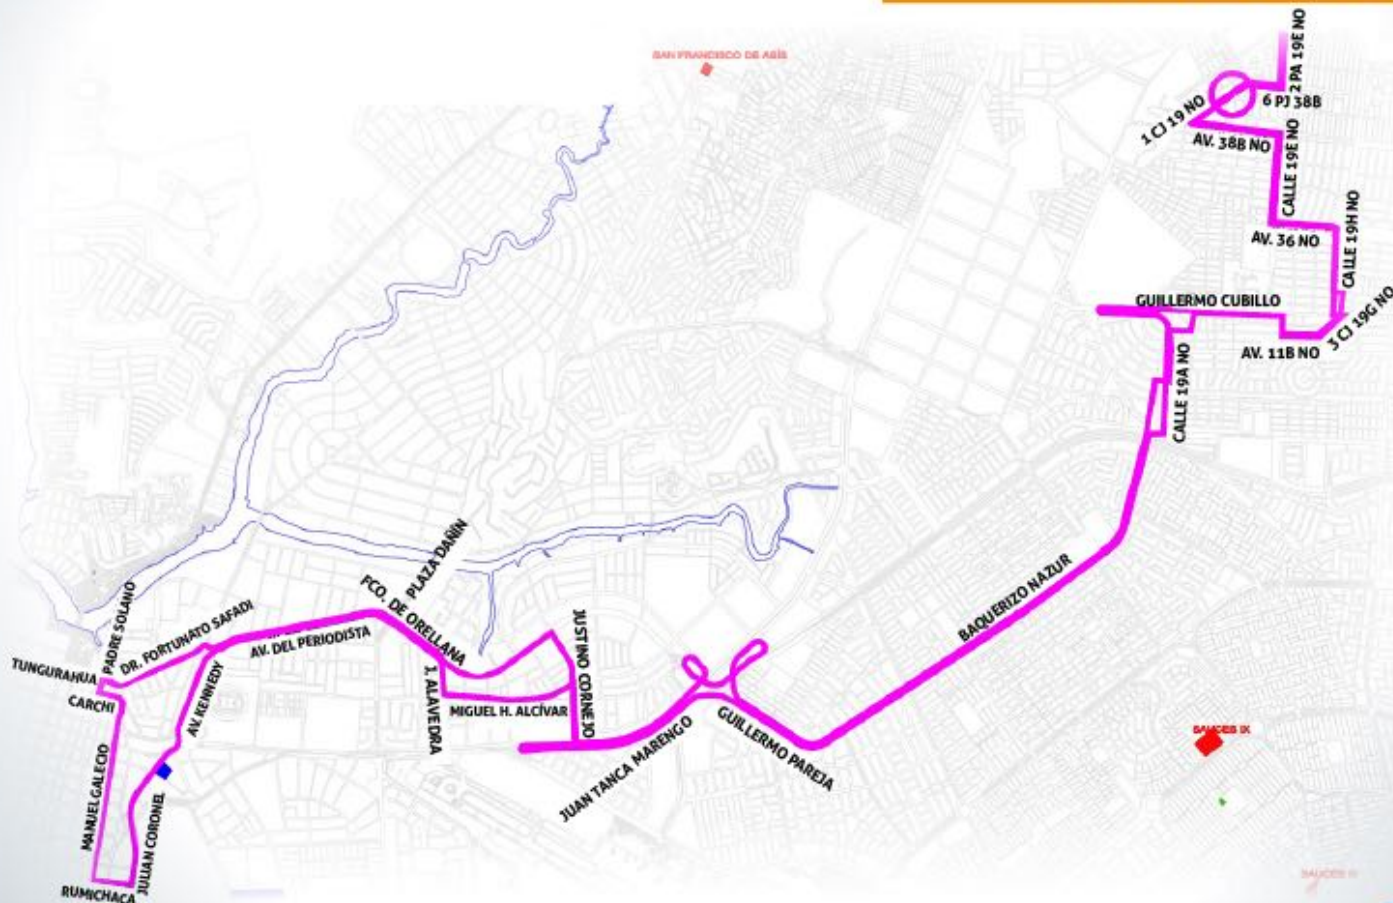 SAN FRANCISCO DE ASÍS
2 PA 19E NO
6 PJ 38B
1 CJ 19 NO
AV. 38B NO
CALLE 19E NO
AV. 36 NO
CALLE 19H NO
GUILLERMO CUBILLO
3 CJ 19G NO
AV. 11B NO
CALLE 19A NO
BAQUERIZO NAZUR
PLAZA DAÑÍN
FCO. DE ORELLANA
PADRE SOLANO
DR. FORTUNATO SAFADI
AV. DEL PERIODISTA
JUSTINO CORNEJO
TUNGURAHUA
CARCHI
AV. KENNEDY
J. ALAVEDRA
MIGUEL H. ALCÍVAR
JUAN TANCA MARENGO
GUILLERMO PAREJA
SAUCES IX
MANUEL GALECIO
JULIAN CORONEL
RUMICHACA